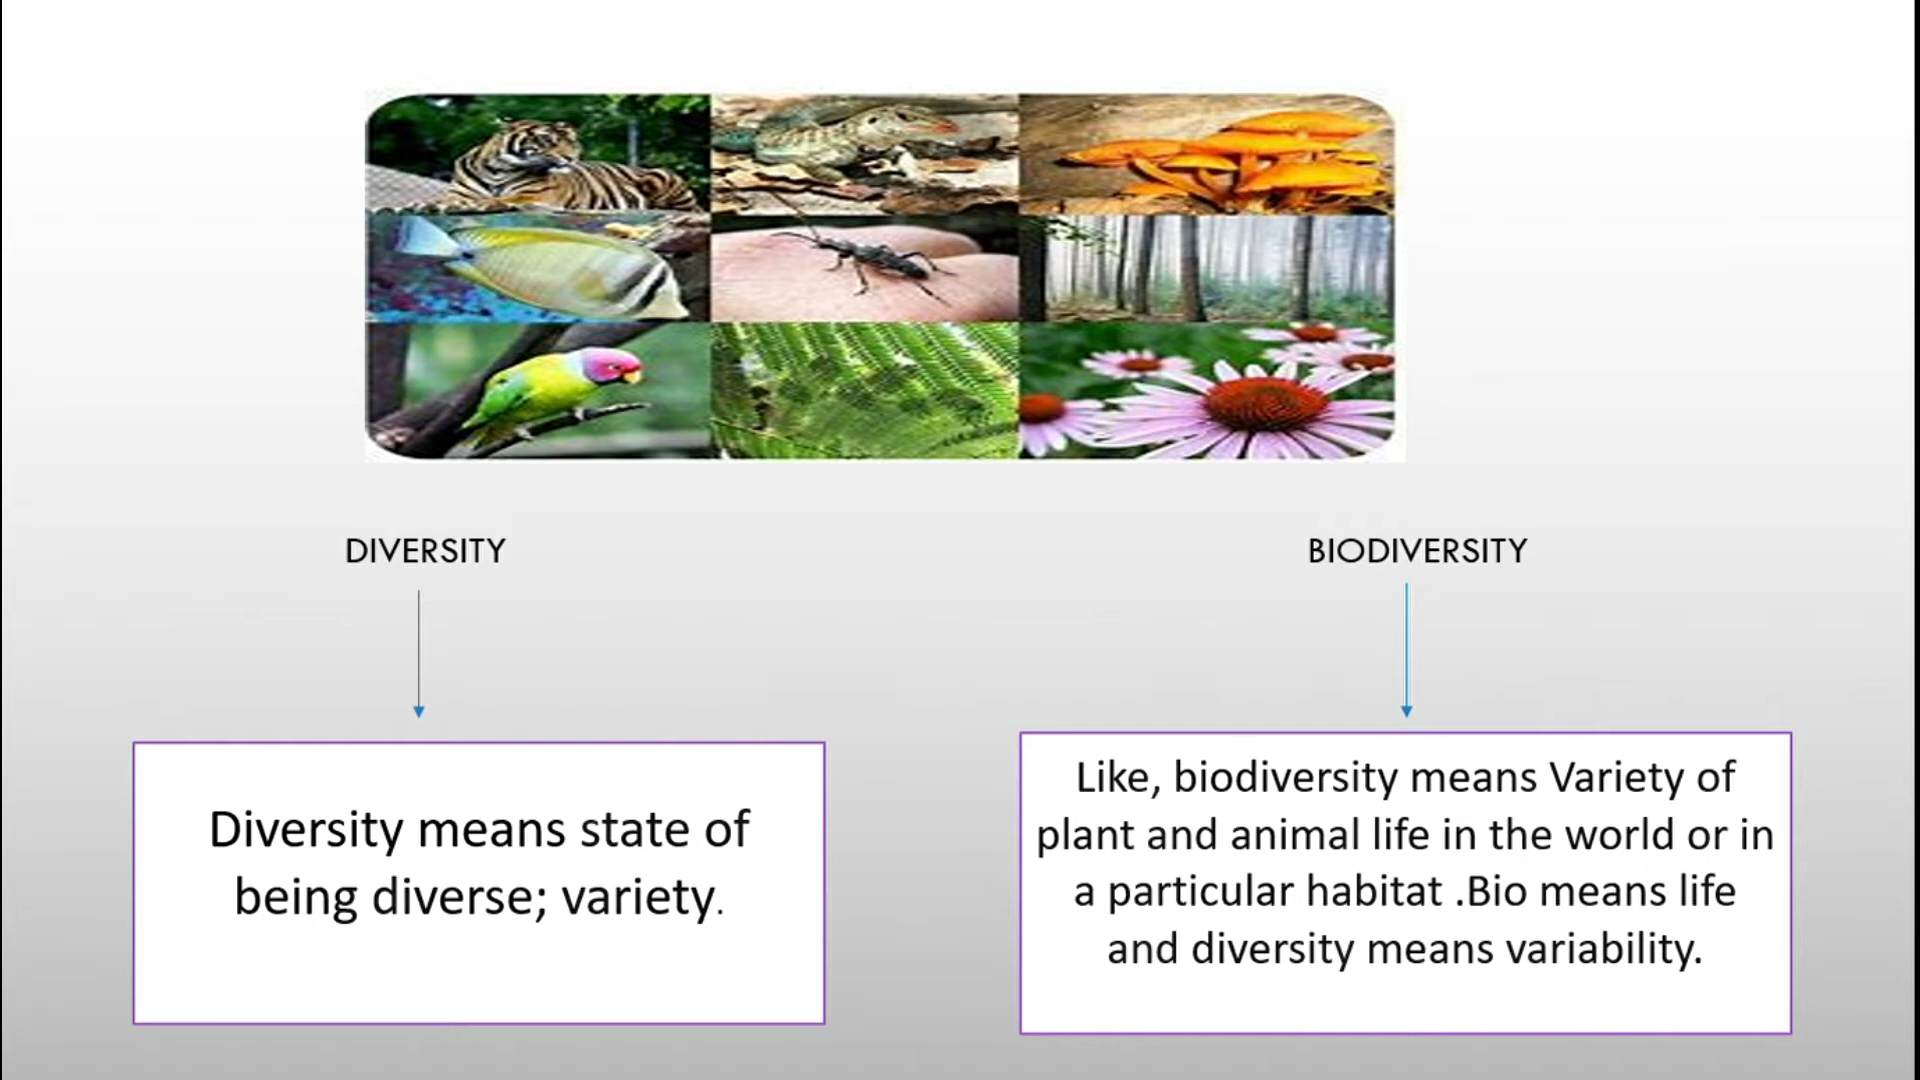 DIVERSITY
BIODIVERSITY
Diversity means state of
being diverse; variety.
Like, biodiversity means Variety of
plant and animal life in the world or in
a particular habitat .Bio means life
and diversity means variability.